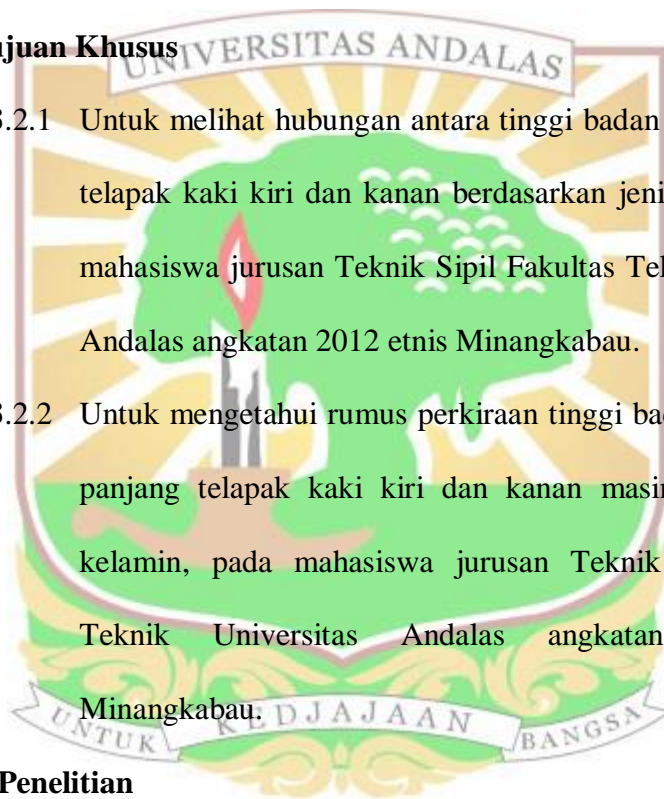 ujuan Khusus
UNIVERSITAS ANDALAS
3.2.1 Untuk melihat hubungan antara tinggi badan
telapak kaki kiri dan kanan berdasarkan jeni
mahasiswa jurusan Teknik Sipil Fakultas Tek
Andalas angkatan 2012 etnis Minangkabau.
3.2.2 Untuk mengetahui rumus perkiraan tinggi bad
panjang telapak kaki kiri dan kanan masin
kelamin, pada mahasiswa jurusan Teknik
Teknik Universitas Andalas angkatan
Minangkabau.
UNTUK KEDJAJAAN BANGSA
Penelitian